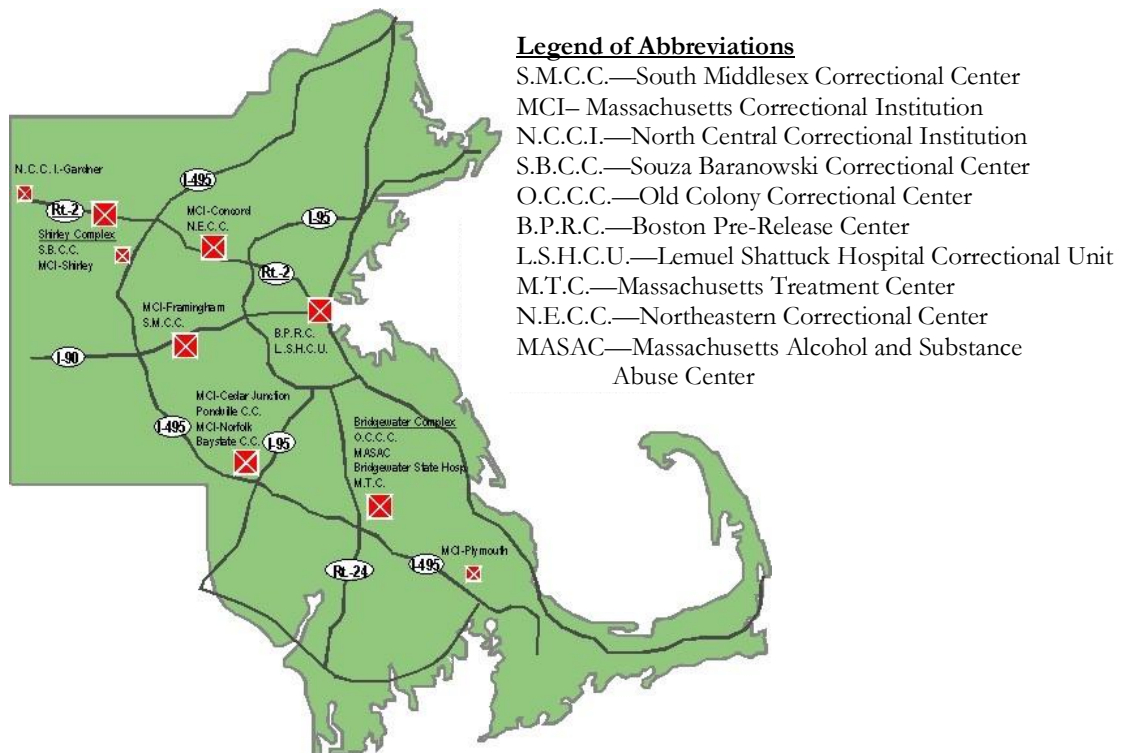 Legend of Abbreviations
S.M.C.C.—South Middlesex Correctional Center
MCI– Massachusetts Correctional Institution
N.C.C.I.—North Central Correctional Institution
S.B.C.C.—Souza Baranowski Correctional Center
O.C.C.C.—Old Colony Correctional Center
B.P.R.C.—Boston Pre-Release Center
L.S.H.C.U.—Lemuel Shattuck Hospital Correctional Unit
M.T.C.—Massachusetts Treatment Center
N.E.C.C.—Northeastern Correctional Center
MASAC—Massachusetts Alcohol and Substance
Abuse Center
N.C.C.I.-Gardner
I-495
Rt.-2
MCI-Concord
N.E.C.C.
I-95
Shirley Complex
S.B.C.C.
MCI-Shirley
Rt.-2
MCI-Framingham
S.M.C.C.
B.P.R.C.
L.S.H.C.U.
I-90
MCI-Cedar Junction
Pondville C.C.
MCI-Norfolk
Baystate C.C.
I-495
I-95
Bridgewater Complex
O.C.C.C.
MASAC
Bridgewater State Hosp
M.T.C.
MCI-Plymouth
I-495
Rt.-24